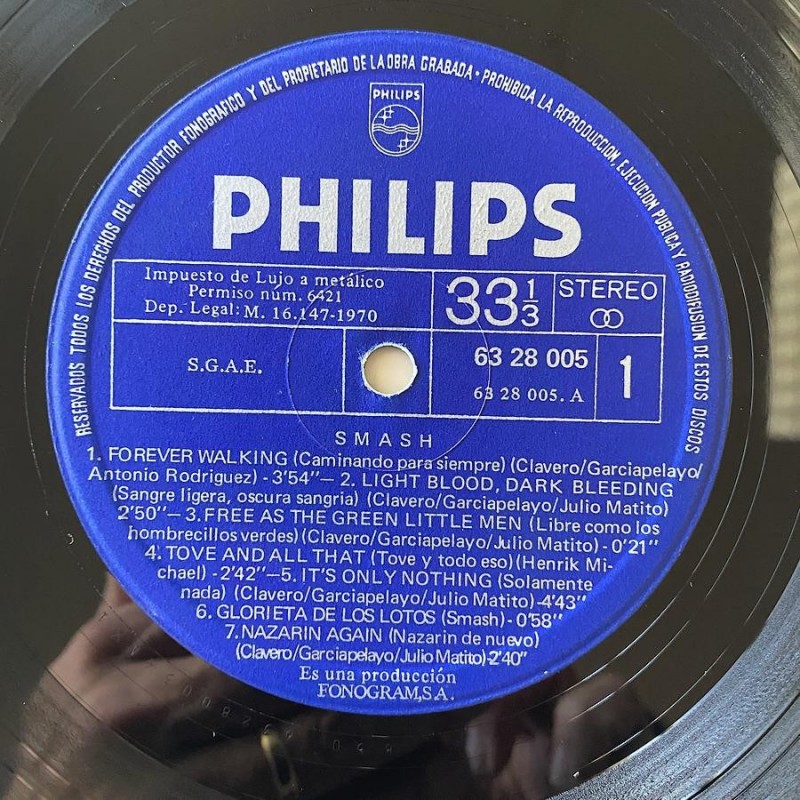 RESERVADOS TODOS LOS DERECHOS DEL PRODUCTOR FONOGRAFICO Y DEL PROPIETARIO DE LA OBRA GRABADA · PROHIBIDA LA REPRODUCCION, EJECUCION PUBLICA Y RADIODIFUSION DE ESTOS DISCOS
PHILIPS
PHILIPS
Impuesto de Lujo a metálico
Permiso núm. 6421
Dep. Legal: M. 16.147-1970
33 1/3
STEREO
S.G.A.E.
63 28 005
63 28 005. A
1
SMASH
1. FOREVER WALKING (Caminando para siempre) (Clavero/Garciapelayo/
Antonio Rodriguez) - 3'54'' — 2. LIGHT BLOOD, DARK BLEEDING
(Sangre ligera, oscura sangria) (Clavero/Garciapelayo/Julio Matito)
2'50'' — 3. FREE AS THE GREEN LITTLE MEN (Libre como los
hombrecillos verdes) (Clavero/Garciapelayo/Julio Matito) - 0'21''
4. TOVE AND ALL THAT (Tove y todo eso) (Henrik Mi-
chael) - 2'42'' — 5. IT'S ONLY NOTHING (Solamente
nada) (Clavero/Garciapelayo/Julio Matito) - 4'43''
6. GLORIETA DE LOS LOTOS (Smash) - 0'58''
7. NAZARIN AGAIN (Nazarin de nuevo)
(Clavero/Garciapelayo/Julio Matito) - 2'40''
Es una producción
FONOGRAM, S.A.